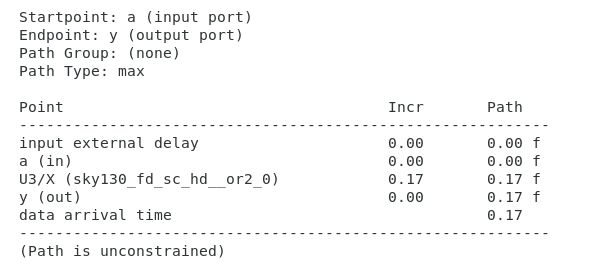 Startpoint: a (input port)
Endpoint: y (output port)
Path Group: (none)
Path Type: max

Point                                    Incr       Path
-----------------------------------------------------------
input external delay                     0.00       0.00 f
a (in)                                   0.00       0.00 f
U3/X (sky130_fd_sc_hd__or2_0)            0.17       0.17 f
y (out)                                  0.00       0.17 f
data arrival time                                   0.17
-----------------------------------------------------------
(Path is unconstrained)